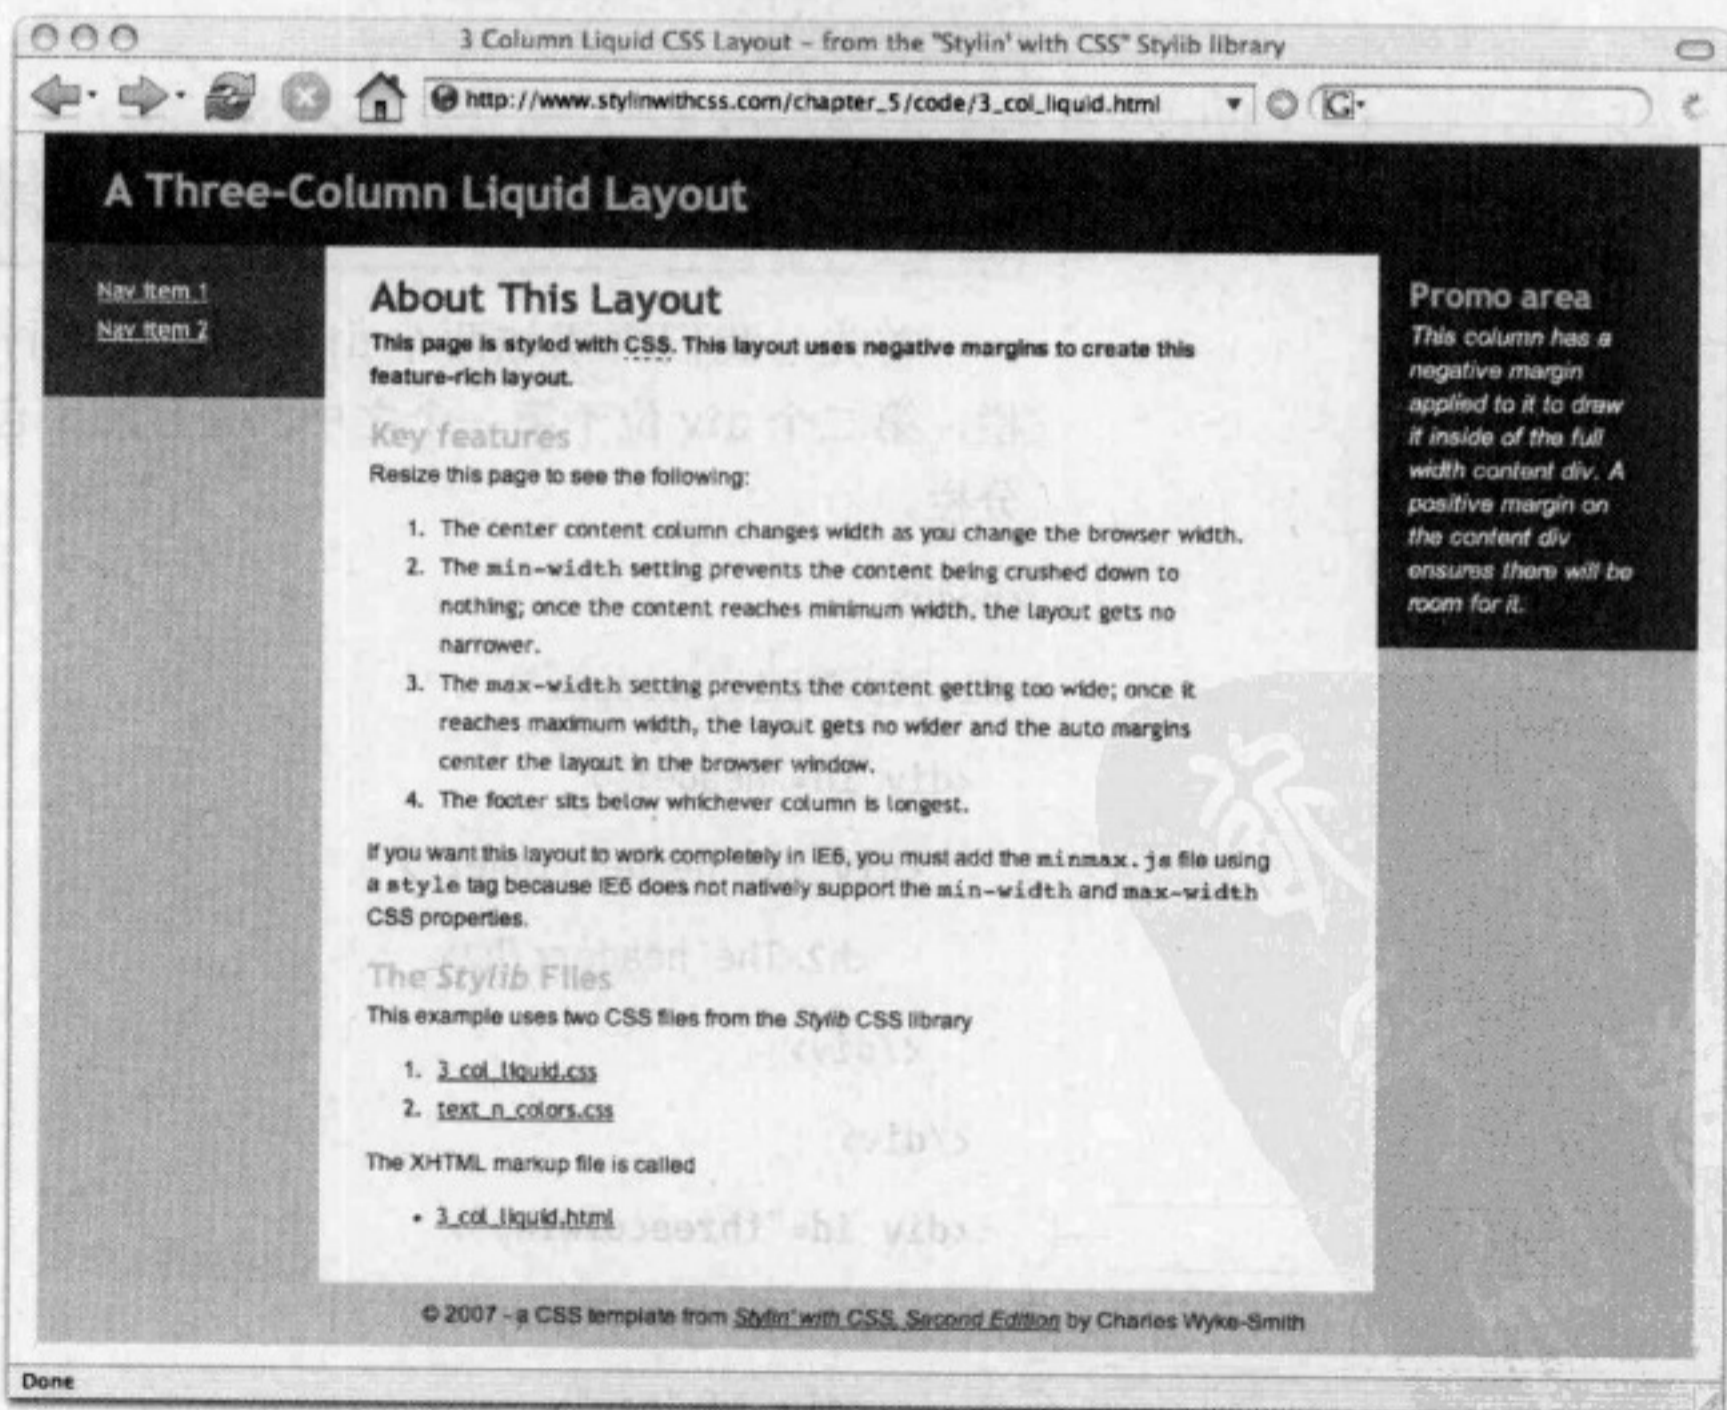 3 Column Liquid CSS Layout – from the "Stylin' with CSS" Stylib library
http://www.stylinwithcss.com/chapter_5/code/3_col_liquid.html
G
A Three-Column Liquid Layout
Nav item 1
Nav item 2
About This Layout
This page is styled with CSS. This layout uses negative margins to create this
feature-rich layout.
Key features
Resize this page to see the following:
1. The center content column changes width as you change the browser width.
2. The min-width setting prevents the content being crushed down to
nothing; once the content reaches minimum width, the layout gets no
narrower.
3. The max-width setting prevents the content getting too wide; once it
reaches maximum width, the layout gets no wider and the auto margins
center the layout in the browser window.
4. The footer sits below whichever column is longest.
If you want this layout to work completely in IE6, you must add the minmax.js file using
a style tag because IE6 does not natively support the min-width and max-width
CSS properties.
The Stylib Files
This example uses two CSS files from the Stylib CSS library
1. 3_col_liquid.css
2. text_n_colors.css
The XHTML markup file is called
• 3_col_liquid.html
Promo area
This column has a
negative margin
applied to it to draw
it inside of the full
width content div. A
positive margin on
the content div
ensures there will be
room for it.
© 2007 - a CSS template from Stylin' with CSS, Second Edition by Charles Wyke-Smith
Done